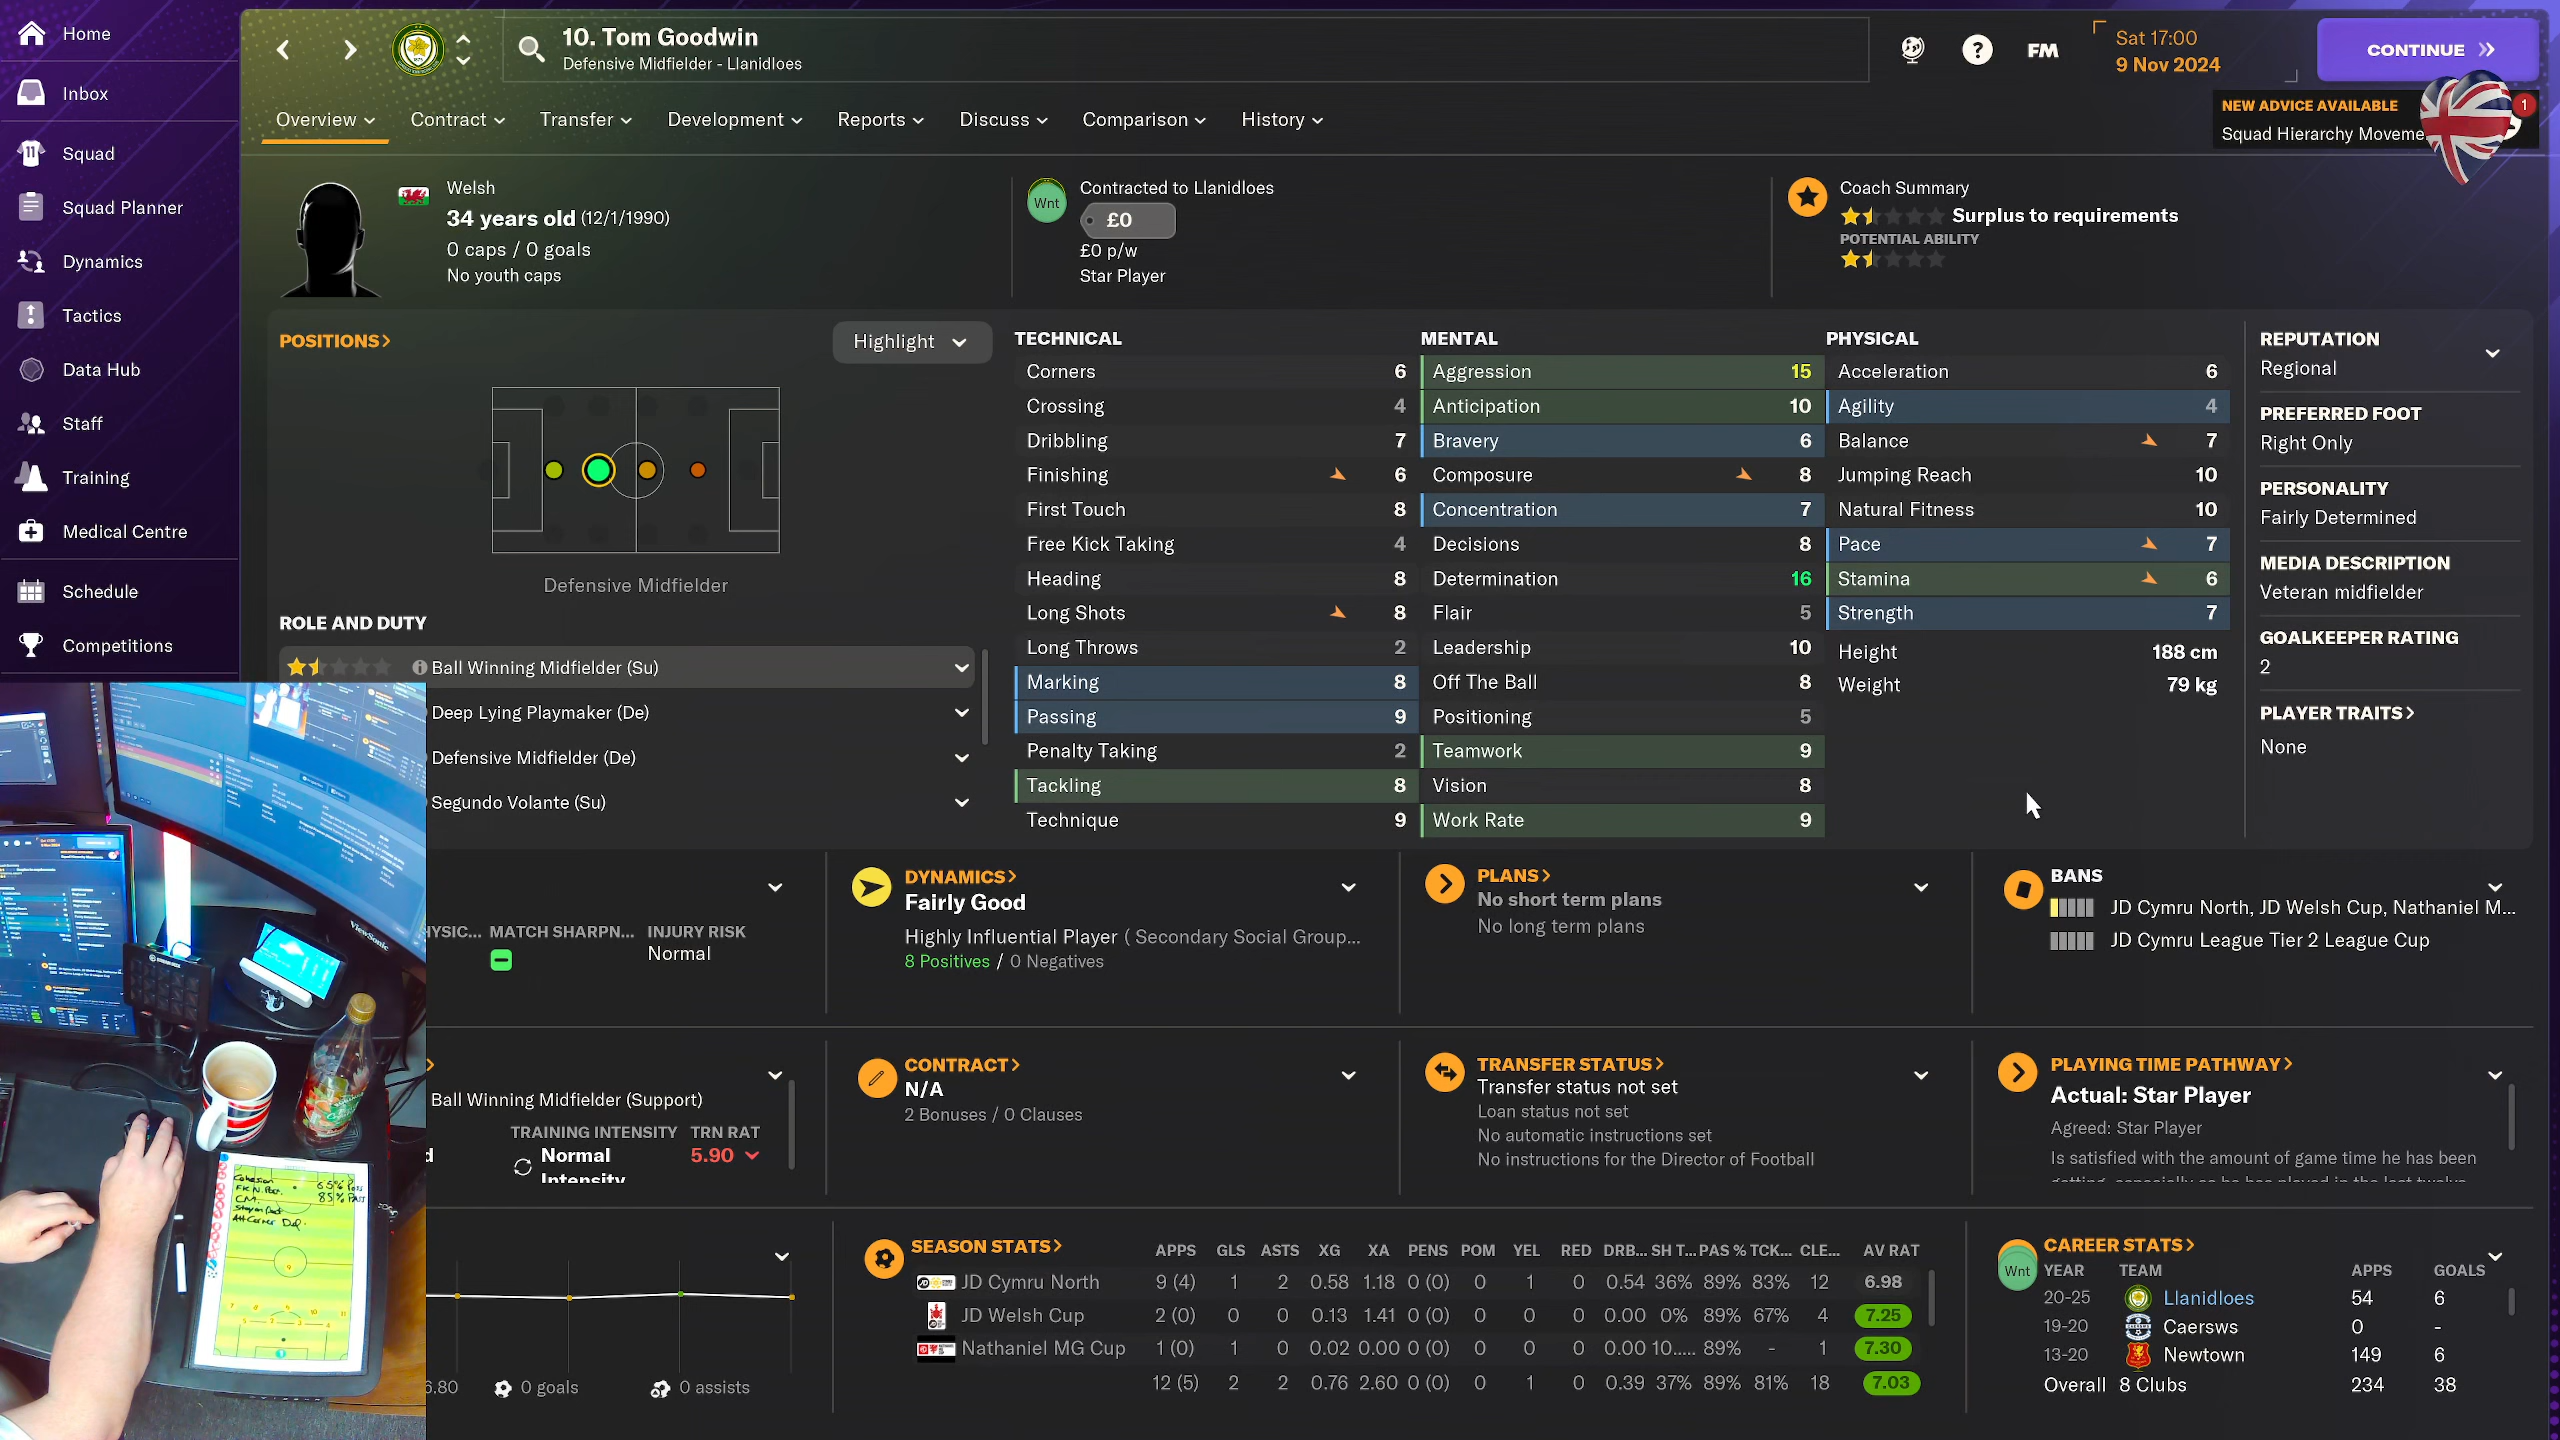 Home
Inbox
Squad
Squad Planner
Dynamics
Tactics
Data Hub
Staff
Training
Medical Centre
Schedule
Competitions
10. Tom Goodwin
Defensive Midfielder - Llanidloes
FM
Sat 17:00
9 Nov 2024
CONTINUE
NEW ADVICE AVAILABLE
Squad Hierarchy Moveme
1
Overview
Contract
Transfer
Development
Reports
Discuss
Comparison
History
Welsh
34 years old (12/1/1990)
0 caps / 0 goals
No youth caps
Wnt
Contracted to Llanidloes
£0
£0 p/w
Star Player
Coach Summary
Surplus to requirements
POTENTIAL ABILITY
POSITIONS>
Highlight
Defensive Midfielder
ROLE AND DUTY
Ball Winning Midfielder (Su)
Deep Lying Playmaker (De)
Defensive Midfielder (De)
Segundo Volante (Su)
TECHNICAL
Corners 6
Crossing 4
Dribbling 7
Finishing 6
First Touch 8
Free Kick Taking 4
Heading 8
Long Shots 8
Long Throws 2
Marking 8
Passing 9
Penalty Taking 2
Tackling 8
Technique 9
MENTAL
Aggression 15
Anticipation 10
Bravery 6
Composure 8
Concentration 7
Decisions 8
Determination 16
Flair 5
Leadership 10
Off The Ball 8
Positioning 5
Teamwork 9
Vision 8
Work Rate 9
PHYSICAL
Acceleration 6
Agility 4
Balance 7
Jumping Reach 10
Natural Fitness 10
Pace 7
Stamina 6
Strength 7
Height 188 cm
Weight 79 kg
REPUTATION
Regional
PREFERRED FOOT
Right Only
PERSONALITY
Fairly Determined
MEDIA DESCRIPTION
Veteran midfielder
GOALKEEPER RATING
2
PLAYER TRAITS>
None
HYSIC... MATCH SHARPN... INJURY RISK
Normal
DYNAMICS>
Fairly Good
Highly Influential Player ( Secondary Social Group...
8 Positives / 0 Negatives
PLANS>
No short term plans
No long term plans
BANS
JD Cymru North, JD Welsh Cup, Nathaniel M...
JD Cymru League Tier 2 League Cup
Ball Winning Midfielder (Support)
TRAINING INTENSITY TRN RAT
d Normal 5.90
Intensity
CONTRACT>
N/A
2 Bonuses / 0 Clauses
TRANSFER STATUS>
Transfer status not set
Loan status not set
No automatic instructions set
No instructions for the Director of Football
PLAYING TIME PATHWAY>
Actual: Star Player
Agreed: Star Player
Is satisfied with the amount of game time he has been
getting, especially as he has played in the last twelve
6.80 0 goals 0 assists
SEASON STATS> APPS GLS ASTS XG XA PENS POM YEL RED DRB... SH T... PAS % TCK... CLE... AV RAT
JD Cymru North 9 (4) 1 2 0.58 1.18 0 (0) 0 1 0 0.54 36% 89% 83% 12 6.98
JD Welsh Cup 2 (0) 0 0 0.13 1.41 0 (0) 0 0 0 0.00 0% 89% 67% 4 7.25
Nathaniel MG Cup 1 (0) 1 0 0.02 0.00 0 (0) 0 0 0 0.00 10..... 89% - 1 7.30
12 (5) 2 2 0.76 2.60 0 (0) 0 1 0 0.39 37% 89% 81% 18 7.03
Wnt
CAREER STATS>
YEAR TEAM APPS GOALS
20-25 Llanidloes 54 6
19-20 Caersws 0 -
13-20 Newtown 149 6
Overall 8 Clubs 234 38
ViewSonic
Cohesion 65%
CM. 85%